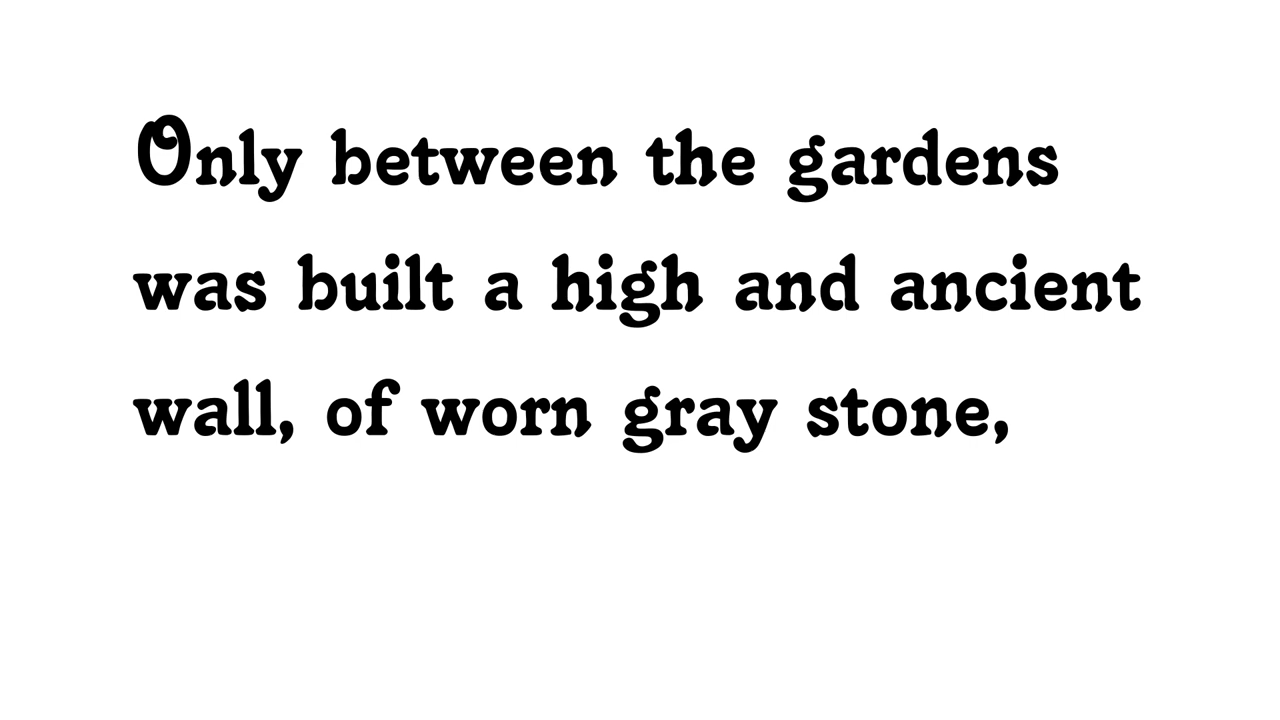 Only between the gardens
was built a high and ancient
wall, of worn gray stone,